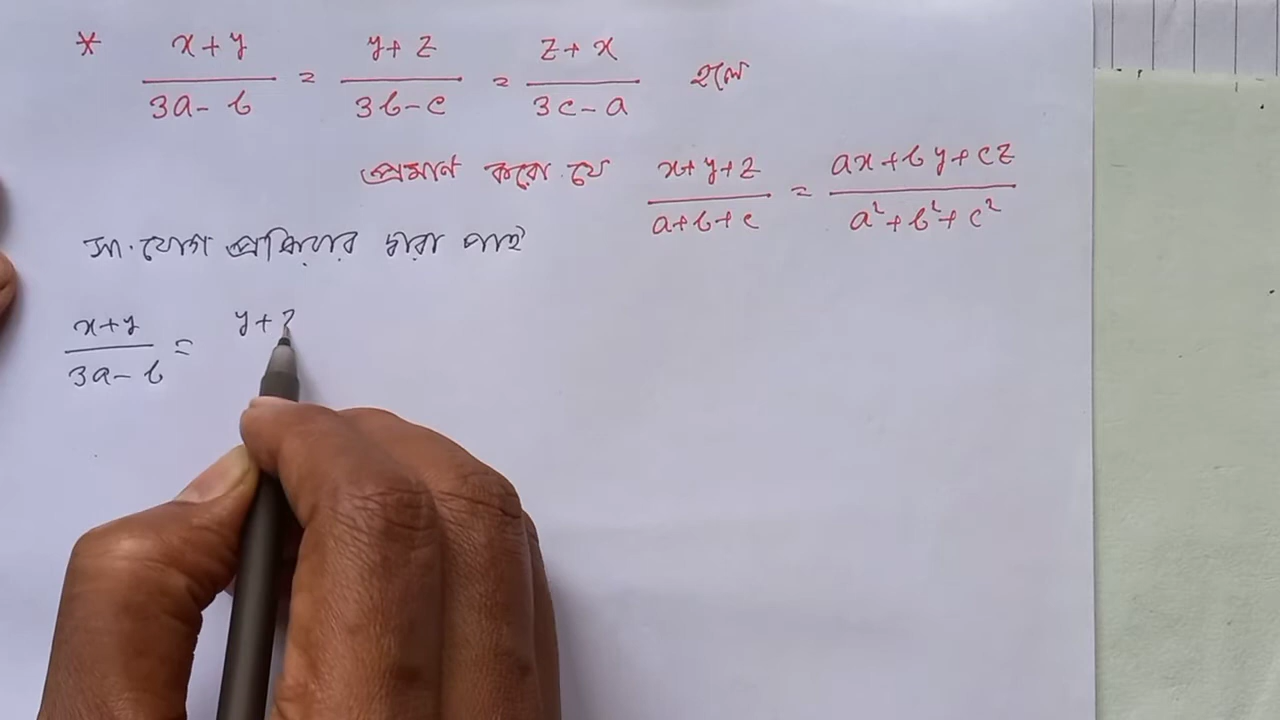 * x+y/3a-b = y+z/3b-c = z+x/3c-a হলে
প্রমাণ করো যে x+y+z/a+b+c = ax+by+cz/a²+b²+c²
সংযোগ প্রক্রিয়ার দ্বারা পাই
x+y/3a-b = y+z